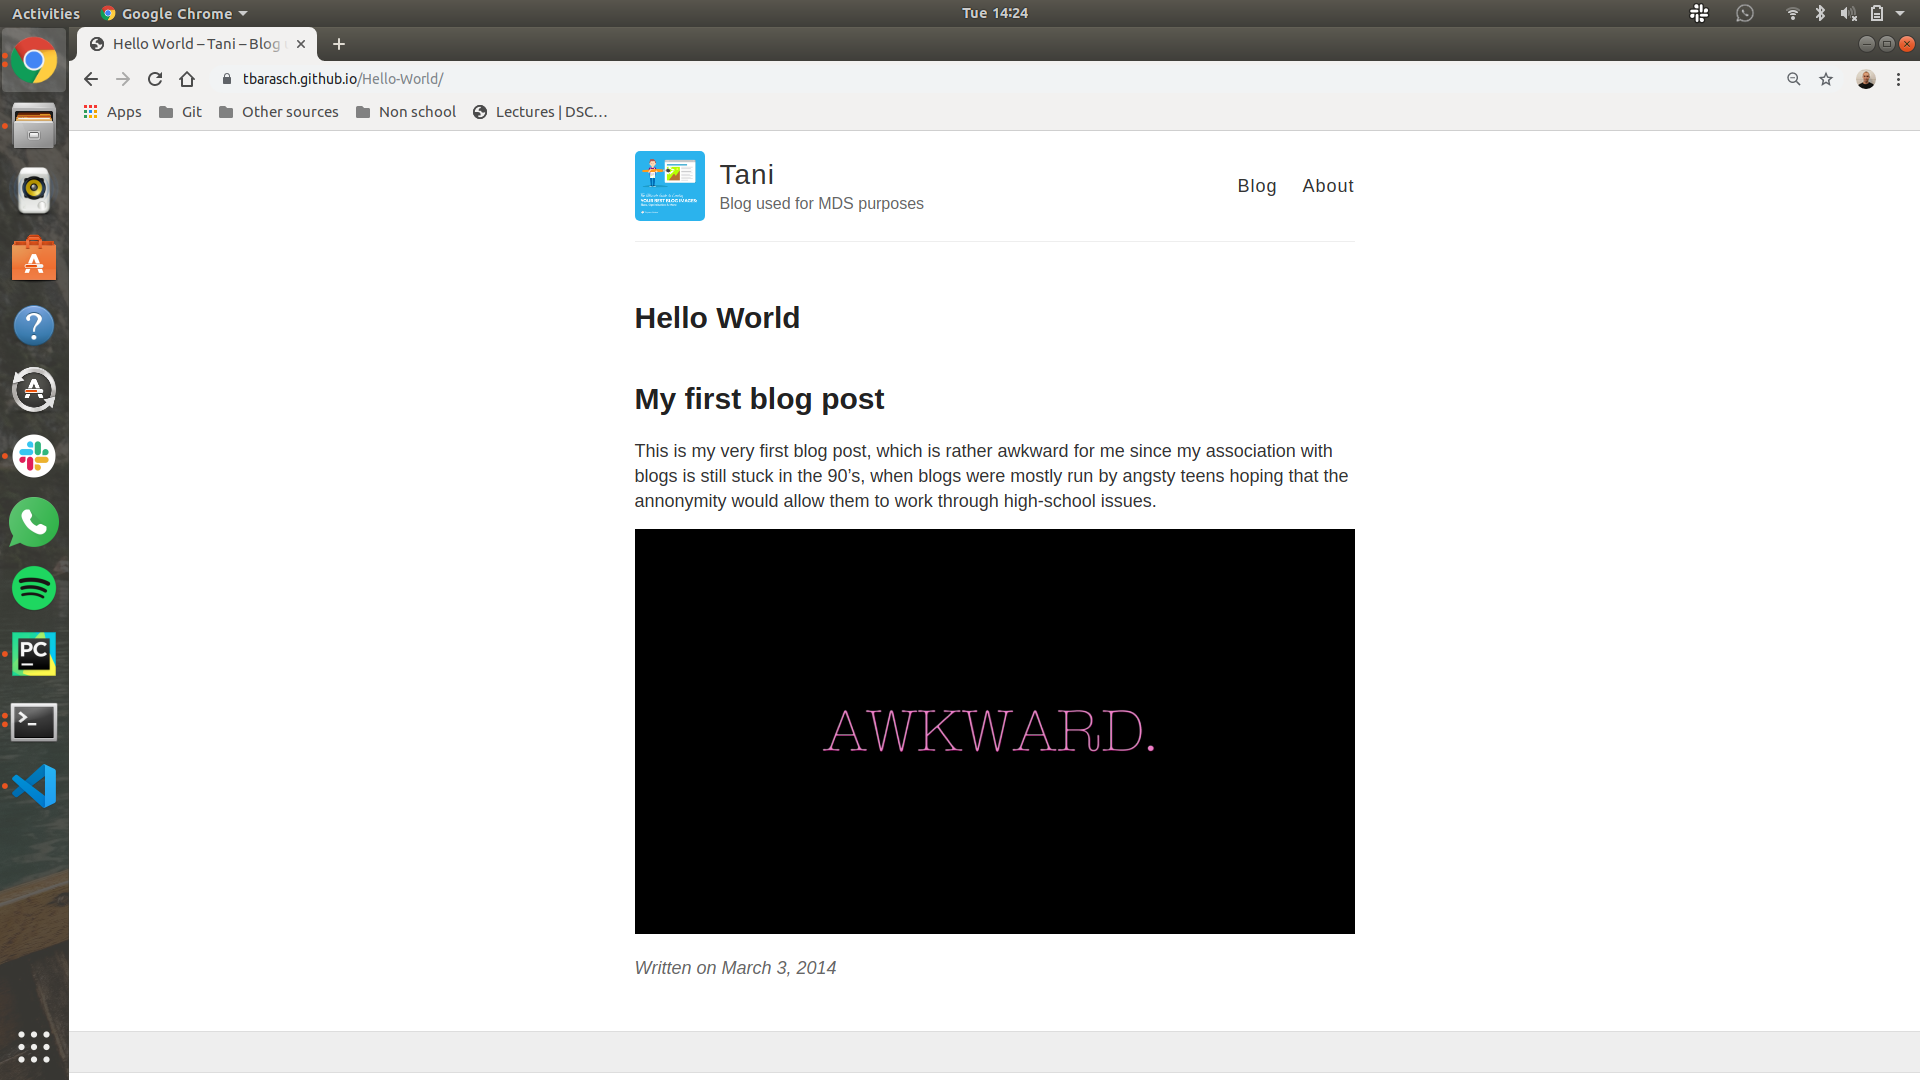 Activities Google Chrome Tue 14:24
Hello World – Tani – Blog
tbarasch.github.io/Hello-World/
Apps Git Other sources Non school Lectures | DSC…
Tani
Blog used for MDS purposes
Blog About
YOUR BEST BLOG IMAGES
Hello World
My first blog post
This is my very first blog post, which is rather awkward for me since my association with
blogs is still stuck in the 90’s, when blogs were mostly run by angsty teens hoping that the
annonymity would allow them to work through high-school issues.
AWKWARD.
Written on March 3, 2014
PC